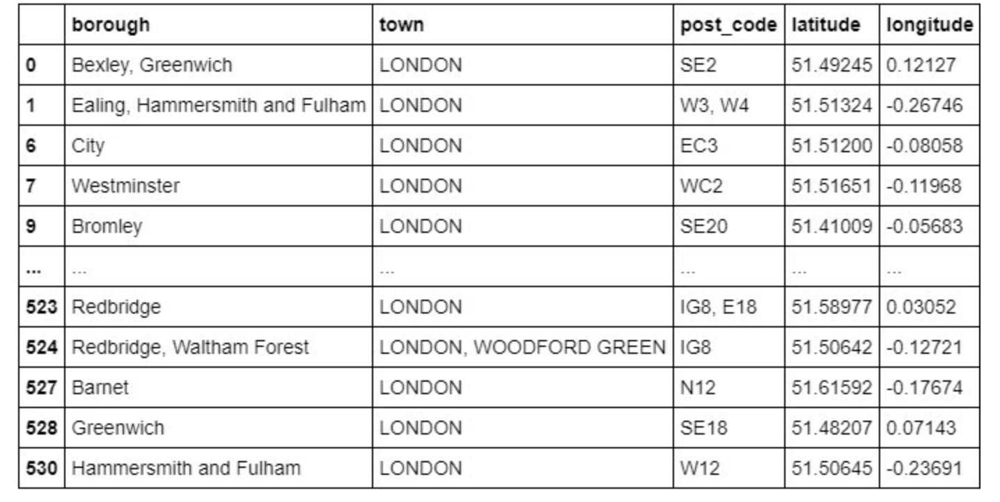 borough town post_code latitude longitude
0 Bexley, Greenwich LONDON SE2 51.49245 0.12127
1 Ealing, Hammersmith and Fulham LONDON W3, W4 51.51324 -0.26746
6 City LONDON EC3 51.51200 -0.08058
7 Westminster LONDON WC2 51.51651 -0.11968
9 Bromley LONDON SE20 51.41009 -0.05683
... ... ... ... ... ...
523 Redbridge LONDON IG8, E18 51.58977 0.03052
524 Redbridge, Waltham Forest LONDON, WOODFORD GREEN IG8 51.50642 -0.12721
527 Barnet LONDON N12 51.61592 -0.17674
528 Greenwich LONDON SE18 51.48207 0.07143
530 Hammersmith and Fulham LONDON W12 51.50645 -0.23691